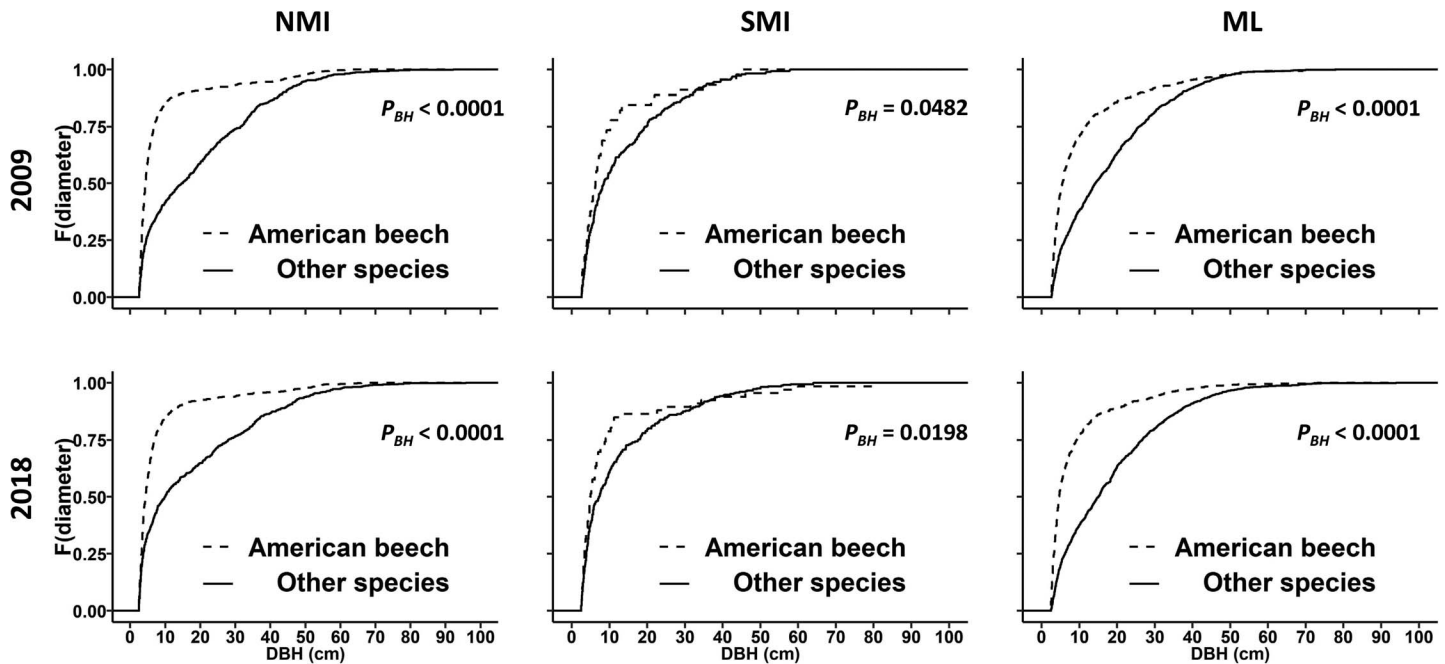 NMI SMI ML
2009
F(diameter)
1.00
0.75
0.50
0.25
0.00
P_BH < 0.0001
American beech
Other species
P_BH = 0.0482
American beech
Other species
P_BH < 0.0001
American beech
Other species
2018
F(diameter)
1.00
0.75
0.50
0.25
0.00
P_BH < 0.0001
American beech
Other species
P_BH = 0.0198
American beech
Other species
P_BH < 0.0001
American beech
Other species
0 10 20 30 40 50 60 70 80 90 100
DBH (cm)
0 10 20 30 40 50 60 70 80 90 100
DBH (cm)
0 10 20 30 40 50 60 70 80 90 100
DBH (cm)